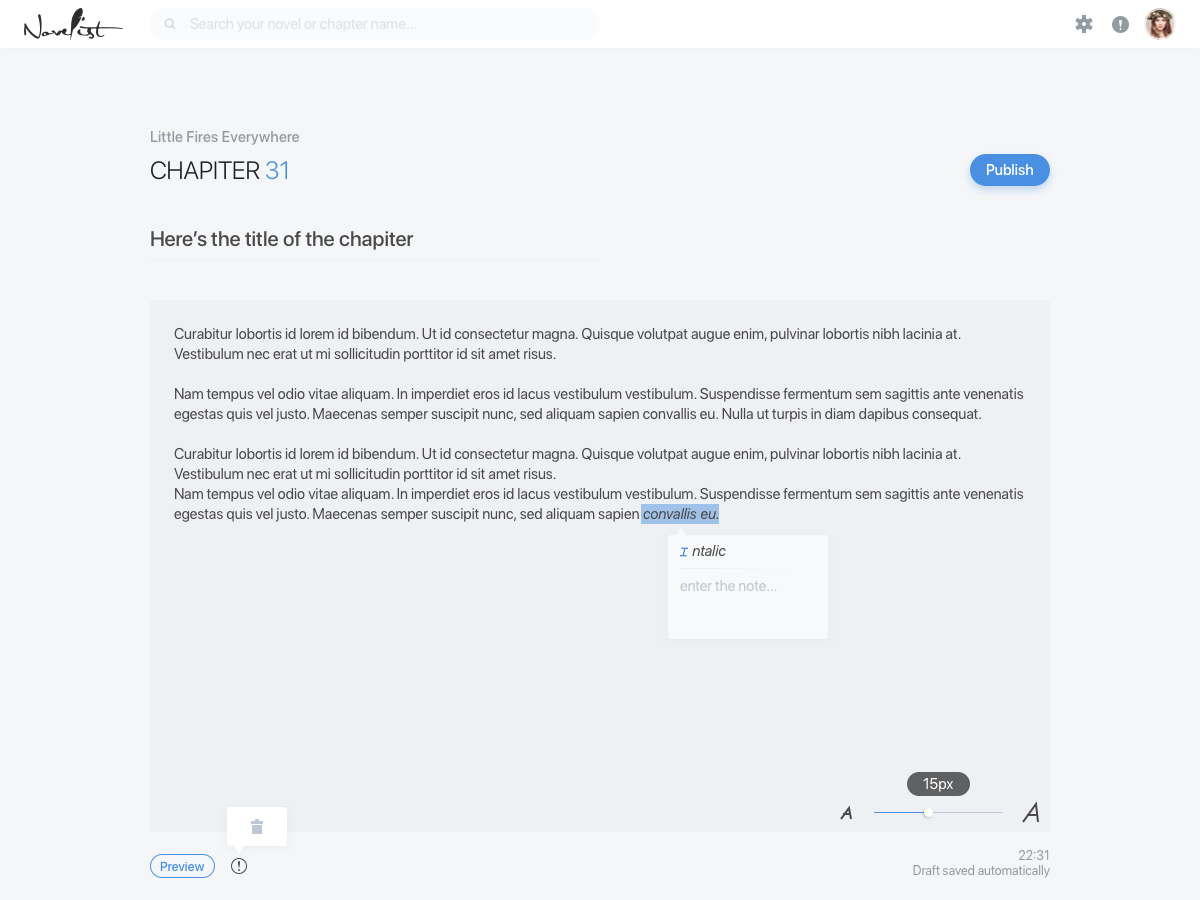 Novelist
Search your novel or chapter name...
Little Fires Everywhere
CHAPITER 31
Publish
Here's the title of the chapiter
Curabitur lobortis id lorem id bibendum. Ut id consectetur magna. Quisque volutpat augue enim, pulvinar lobortis nibh lacinia at.
Vestibulum nec erat ut mi sollicitudin porttitor id sit amet risus.
Nam tempus vel odio vitae aliquam. In imperdiet eros id lacus vestibulum vestibulum. Suspendisse fermentum sem sagittis ante venenatis
egestas quis vel justo. Maecenas semper suscipit nunc, sed aliquam sapien convallis eu. Nulla ut turpis in diam dapibus consequat.
Curabitur lobortis id lorem id bibendum. Ut id consectetur magna. Quisque volutpat augue enim, pulvinar lobortis nibh lacinia at.
Vestibulum nec erat ut mi sollicitudin porttitor id sit amet risus.
Nam tempus vel odio vitae aliquam. In imperdiet eros id lacus vestibulum vestibulum. Suspendisse fermentum sem sagittis ante venenatis
egestas quis vel justo. Maecenas semper suscipit nunc, sed aliquam sapien convallis eu.
I ntalic
enter the note...
15px
A A
Preview
22:31
Draft saved automatically